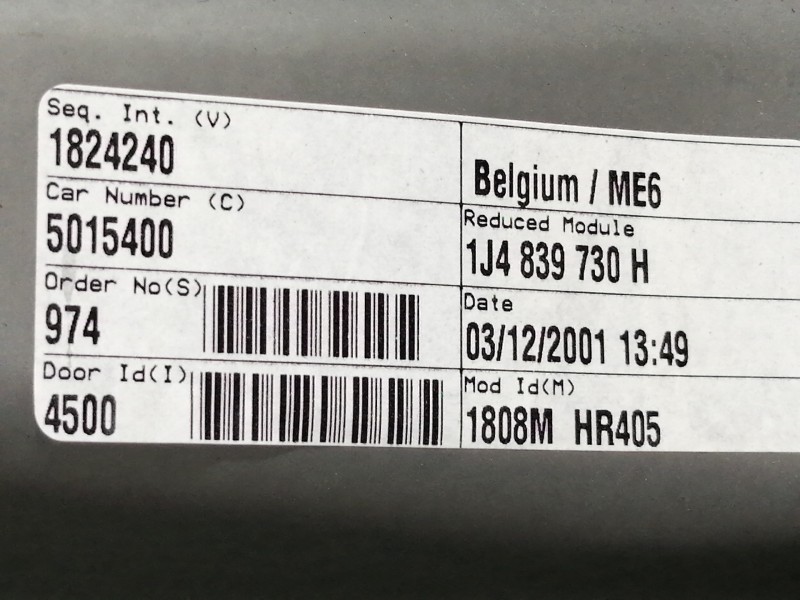 Seq. Int. (V)
1824240
Car Number (C)
5015400
Order No(S)
974
Door Id(I)
4500
Belgium / ME6
Reduced Module
1J4 839 730 H
Date
03/12/2001 13:49
Mod Id(M)
1808M HR405